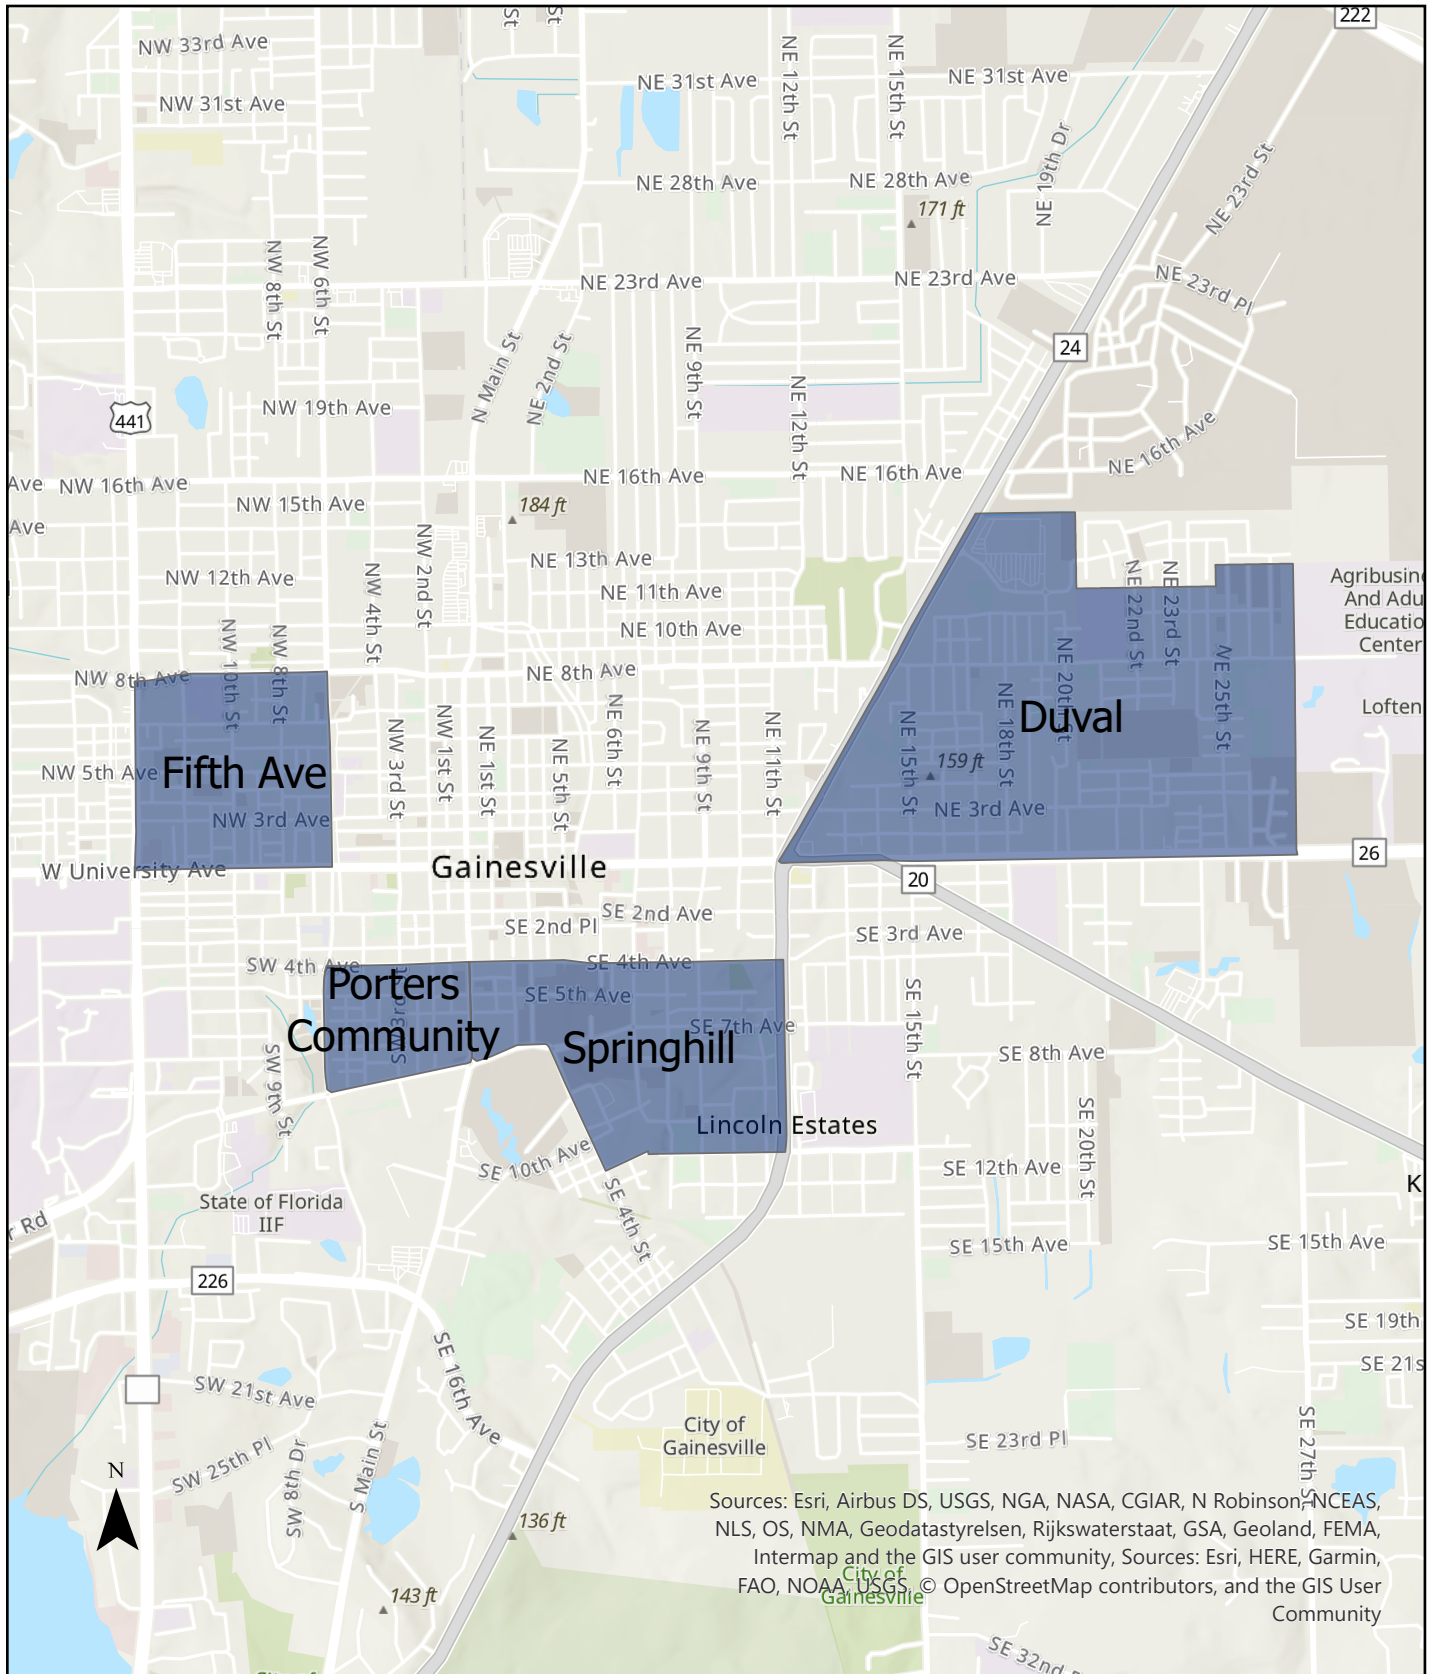 St
St
222
NW 33rd Ave
NE 31st Ave
NE 12th St
NE 15th St
NE 31st Ave
NW 31st Ave
NE 19th Dr
NE 28th Ave
NE 28th Ave
171 ft
NE 23rd St
NW 8th St
NW 6th St
NE 23rd Ave
NE 23rd Ave
NE 23rd Pl
24
N Main St
NE 2nd St
NE 9th St
NE 12th St
441
NW 19th Ave
NE 16th Ave
Ave
NW 16th Ave
NE 16th Ave
NE 16th Ave
NW 15th Ave
184 ft
Ave
NW 2nd St
NE 13th Ave
NW 12th Ave
NW 4th St
NE 11th Ave
NE 22nd St
NE 23rd St
Agribusine
And Adu
Educatio
Center
NE 10th Ave
NW 10th St
NW 8th St
NE 20th St
NE 25th St
NW 8th Ave
NE 8th Ave
Loften
NW 3rd St
NW 1st St
NE 1st St
NE 5th St
NE 6th St
NE 9th St
NE 11th St
NE 15th St
NE 18th St
Duval
159 ft
NW 5th Ave
Fifth Ave
NE 3rd Ave
NW 3rd Ave
Gainesville
26
W University Ave
20
SE 2nd Ave
SE 2nd Pl
SE 3rd Ave
SW 4th Ave
SE 4th Ave
Porters
Community
SW 3rd St
SE 5th Ave
SE 7th Ave
Springhill
SE 15th St
SE 8th Ave
SW 9th St
Lincoln Estates
SE 20th St
SE 10th Ave
SE 12th Ave
K
State of Florida
IIF
SE 4th St
r Rd
SE 15th Ave
SE 15th Ave
226
SE 19th
SE 16th Ave
SE 21s
SW 21st Ave
City of
Gainesville
SE 23rd Pl
SE 27th St
SW 25th Pl
SW 8th Dr
S Main St
N
136 ft
143 ft
Sources: Esri, Airbus DS, USGS, NGA, NASA, CGIAR, N Robinson, NCEAS,
NLS, OS, NMA, Geodatastyrelsen, Rijkswaterstaat, GSA, Geoland, FEMA,
Intermap and the GIS user community, Sources: Esri, HERE, Garmin,
FAO, NOAA, USGS, © OpenStreetMap contributors, and the GIS User
Community
City of
Gainesville
SE 32nd